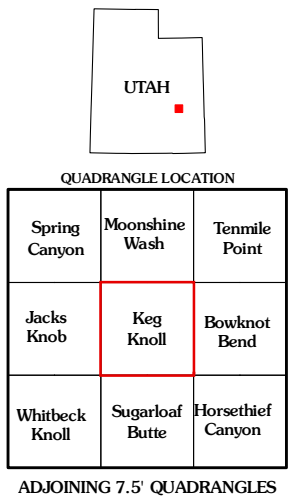 UTAH
QUADRANGLE LOCATION
Spring
Canyon
Moonshine
Wash
Tenmile
Point
Jacks
Knob
Keg
Knoll
Bowknot
Bend
Whitbeck
Knoll
Sugarloaf
Butte
Horsethief
Canyon
ADJOINING 7.5' QUADRANGLES